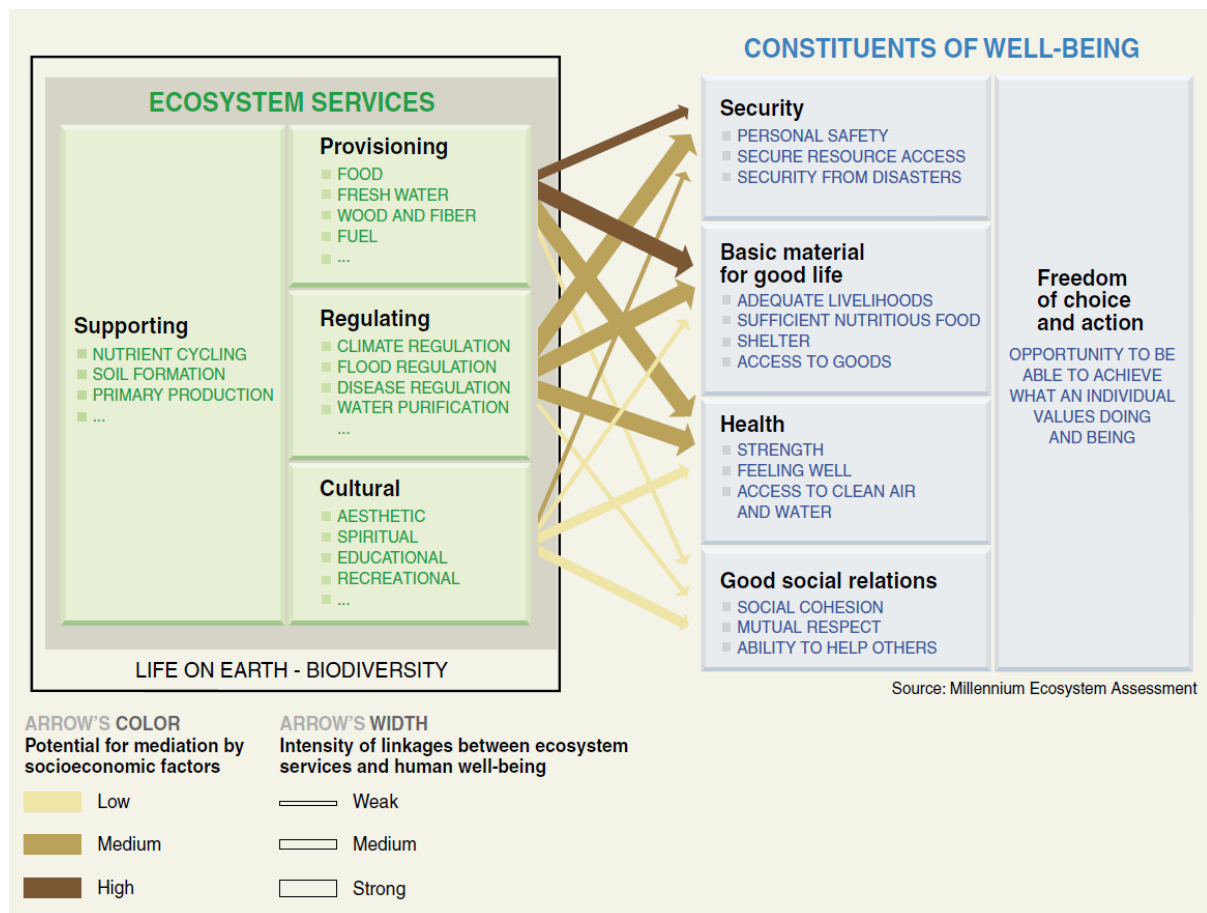 CONSTITUENTS OF WELL-BEING
ECOSYSTEM SERVICES
Supporting
NUTRIENT CYCLING
SOIL FORMATION
PRIMARY PRODUCTION
...
Provisioning
FOOD
FRESH WATER
WOOD AND FIBER
FUEL
...
Regulating
CLIMATE REGULATION
FLOOD REGULATION
DISEASE REGULATION
WATER PURIFICATION
...
Cultural
AESTHETIC
SPIRITUAL
EDUCATIONAL
RECREATIONAL
...
LIFE ON EARTH - BIODIVERSITY
Security
PERSONAL SAFETY
SECURE RESOURCE ACCESS
SECURITY FROM DISASTERS
Basic material
for good life
ADEQUATE LIVELIHOODS
SUFFICIENT NUTRITIOUS FOOD
SHELTER
ACCESS TO GOODS
Health
STRENGTH
FEELING WELL
ACCESS TO CLEAN AIR
AND WATER
Good social relations
SOCIAL COHESION
MUTUAL RESPECT
ABILITY TO HELP OTHERS
Freedom
of choice
and action
OPPORTUNITY TO BE
ABLE TO ACHIEVE
WHAT AN INDIVIDUAL
VALUES DOING
AND BEING
Source: Millennium Ecosystem Assessment
ARROW'S COLOR
Potential for mediation by
socioeconomic factors
Low
Medium
High
ARROW'S WIDTH
Intensity of linkages between ecosystem
services and human well-being
Weak
Medium
Strong